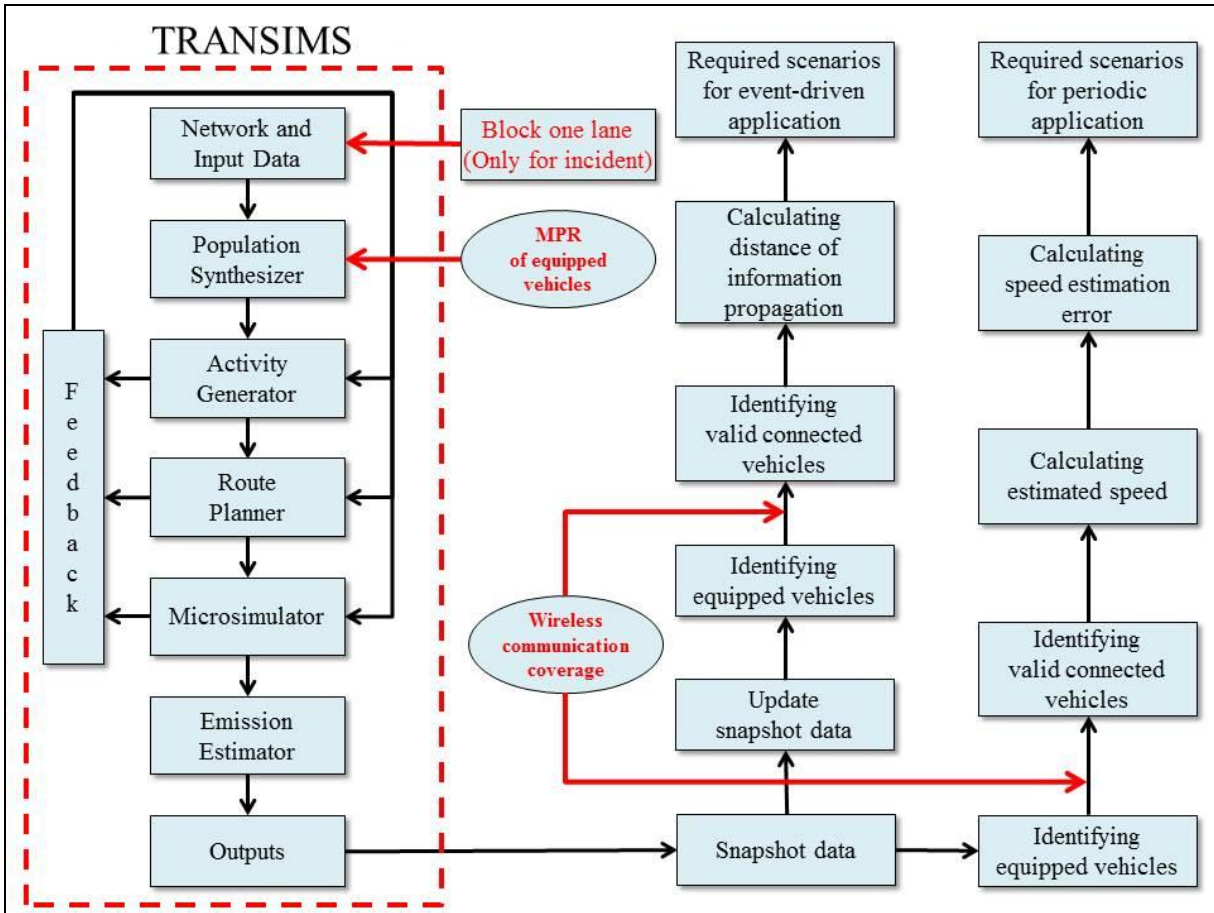 TRANSIMS
Network and
Input Data
Population
Synthesizer
Activity
Generator
Route
Planner
Microsimulator
Emission
Estimator
Outputs
Feedback
Block one lane
(Only for incident)
MPR
of equipped
vehicles
Wireless
communication
coverage
Required scenarios
for event-driven
application
Calculating
distance of
information
propagation
Identifying
valid connected
vehicles
Identifying
equipped vehicles
Update
snapshot data
Snapshot data
Required scenarios
for periodic
application
Calculating
speed estimation
error
Calculating
estimated speed
Identifying
valid connected
vehicles
Identifying
equipped vehicles